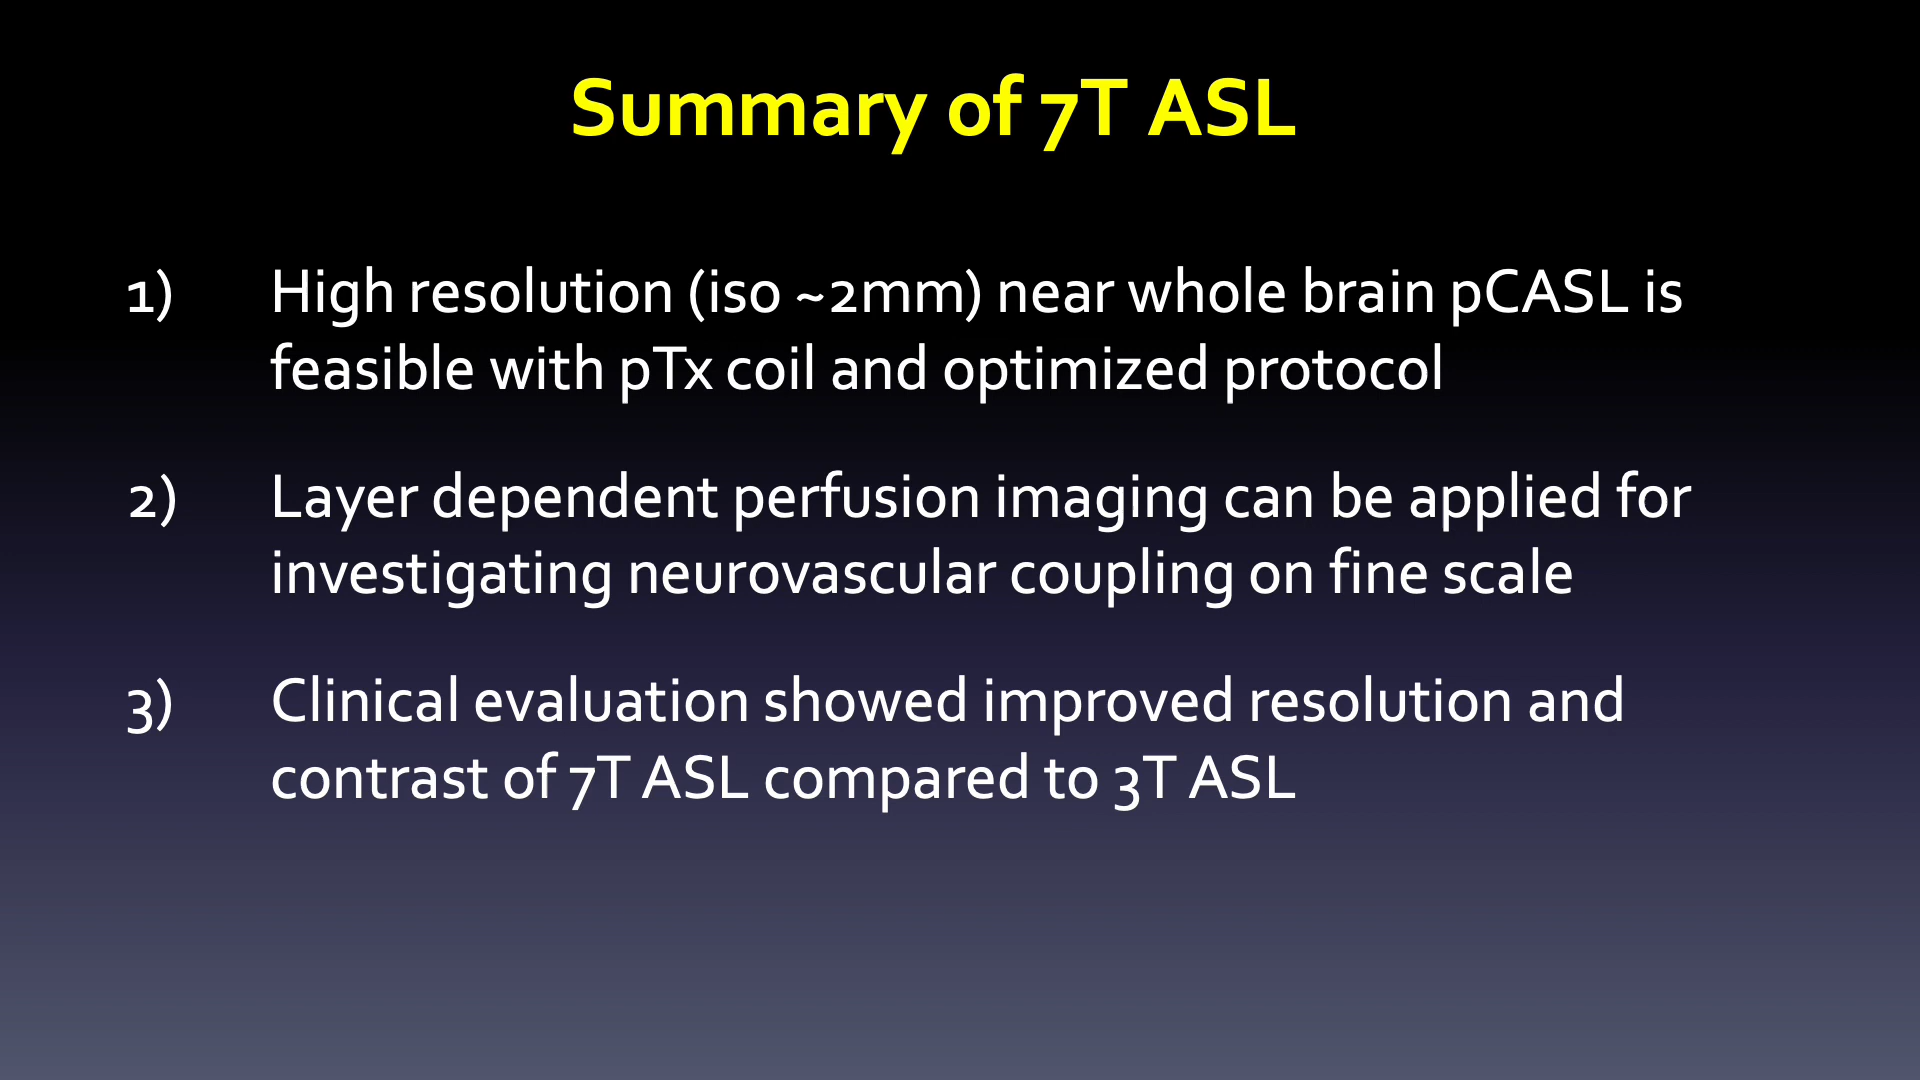 Summary of 7T ASL
1) High resolution (iso ~2mm) near whole brain pCASL is
feasible with pTx coil and optimized protocol
2) Layer dependent perfusion imaging can be applied for
investigating neurovascular coupling on fine scale
3) Clinical evaluation showed improved resolution and
contrast of 7T ASL compared to 3T ASL